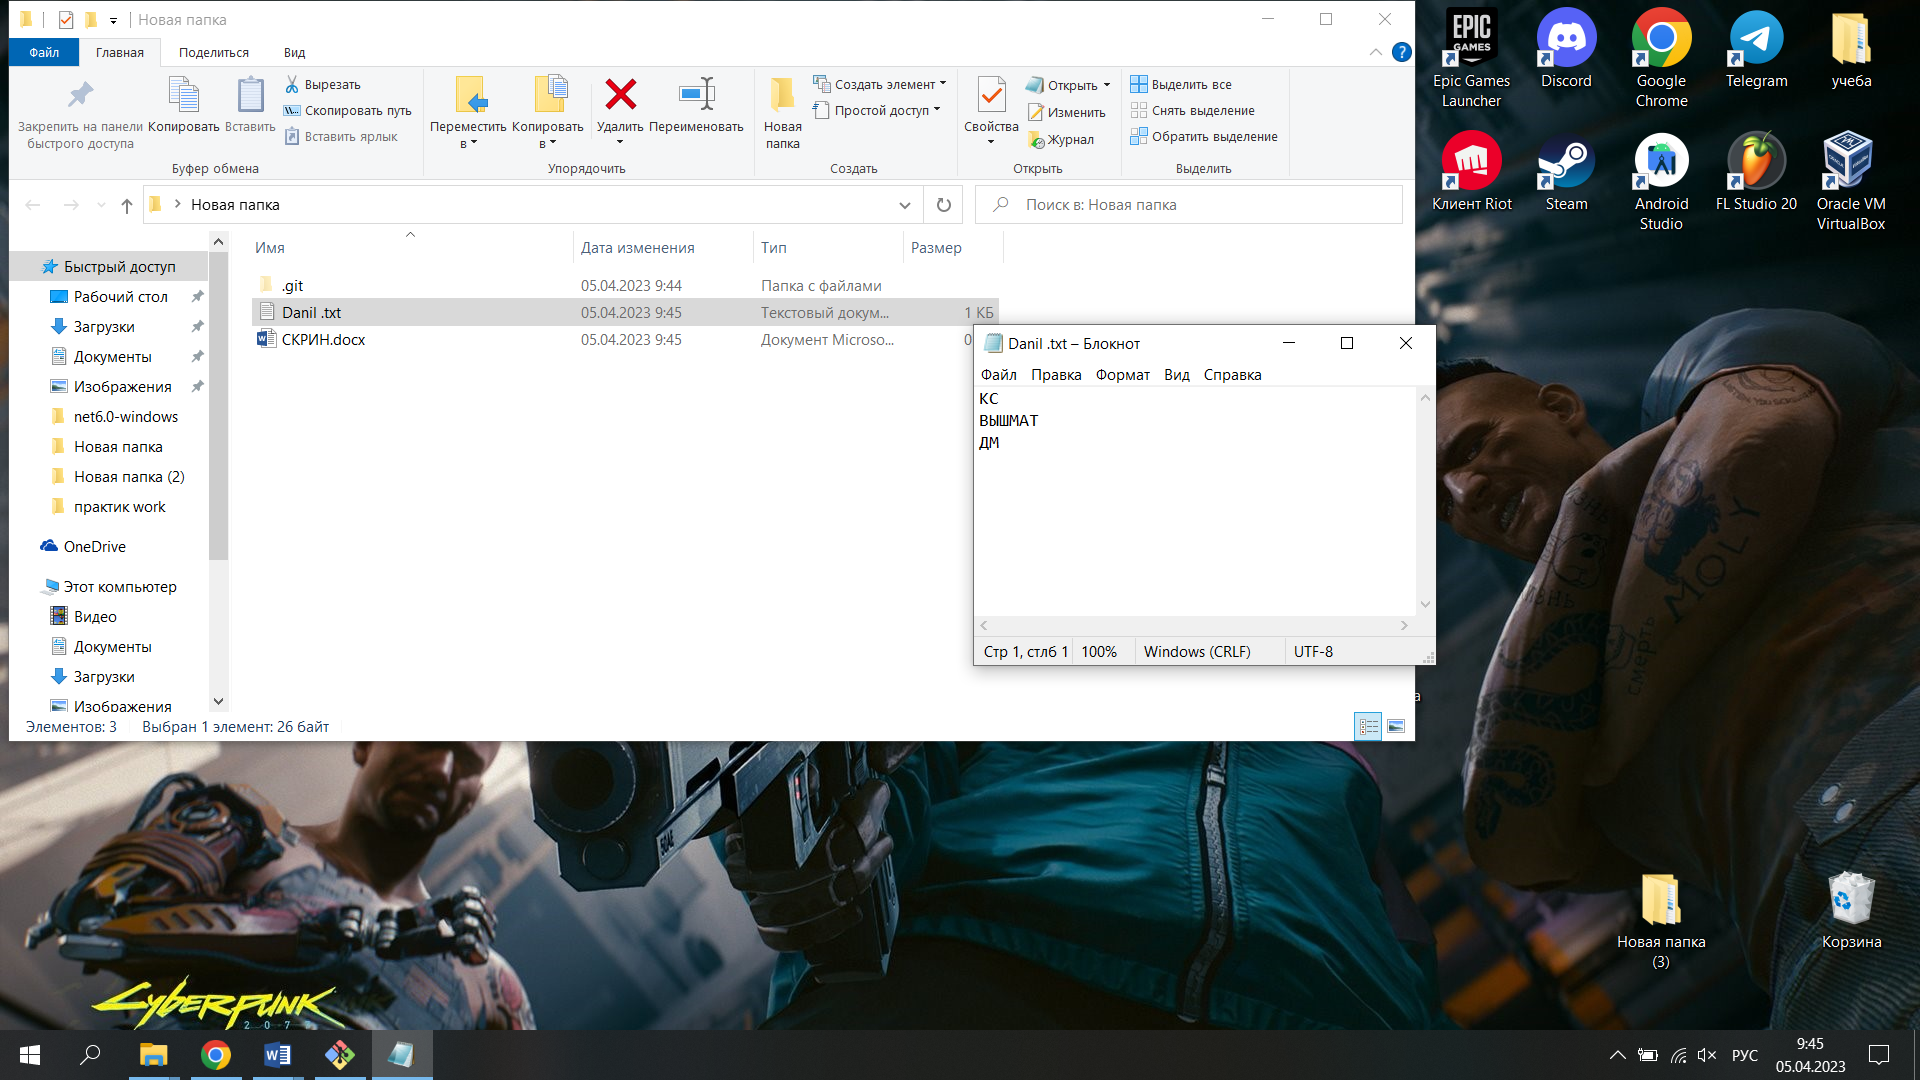 Новая папка
Файл
Главная
Поделиться
Вид
Закрепить на панели быстрого доступа
Копировать
Вставить
Вырезать
Скопировать путь
Вставить ярлык
Буфер обмена
Переместить в
Копировать в
Удалить
Переименовать
Упорядочить
Новая папка
Создать элемент
Простой доступ
Создать
Свойства
Открыть
Изменить
Журнал
Открыть
Выделить все
Снять выделение
Обратить выделение
Выделить
Новая папка
Поиск в: Новая папка
Имя
Дата изменения
Тип
Размер
.git
05.04.2023 9:44
Папка с файлами
Danil .txt
05.04.2023 9:45
Текстовый докум...
1 КБ
СКРИН.docx
05.04.2023 9:45
Документ Microso...
0
Быстрый доступ
Рабочий стол
Загрузки
Документы
Изображения
net6.0-windows
Новая папка
Новая папка (2)
практик work
OneDrive
Этот компьютер
Видео
Документы
Загрузки
Изображения
Элементов: 3
Выбран 1 элемент: 26 байт
Danil .txt – Блокнот
Файл
Правка
Формат
Вид
Справка
КС
ВЫШМАТ
ДМ
Стр 1, стлб 1
100%
Windows (CRLF)
UTF-8
Epic Games Launcher
Discord
Google Chrome
Telegram
учеба
Клиент Riot
Steam
Android Studio
FL Studio 20
Oracle VM VirtualBox
EPIC GAMES
MOLLY
смерть
50AE
CYBERPUNK
Новая папка (3)
Корзина
РУС
9:45
05.04.2023